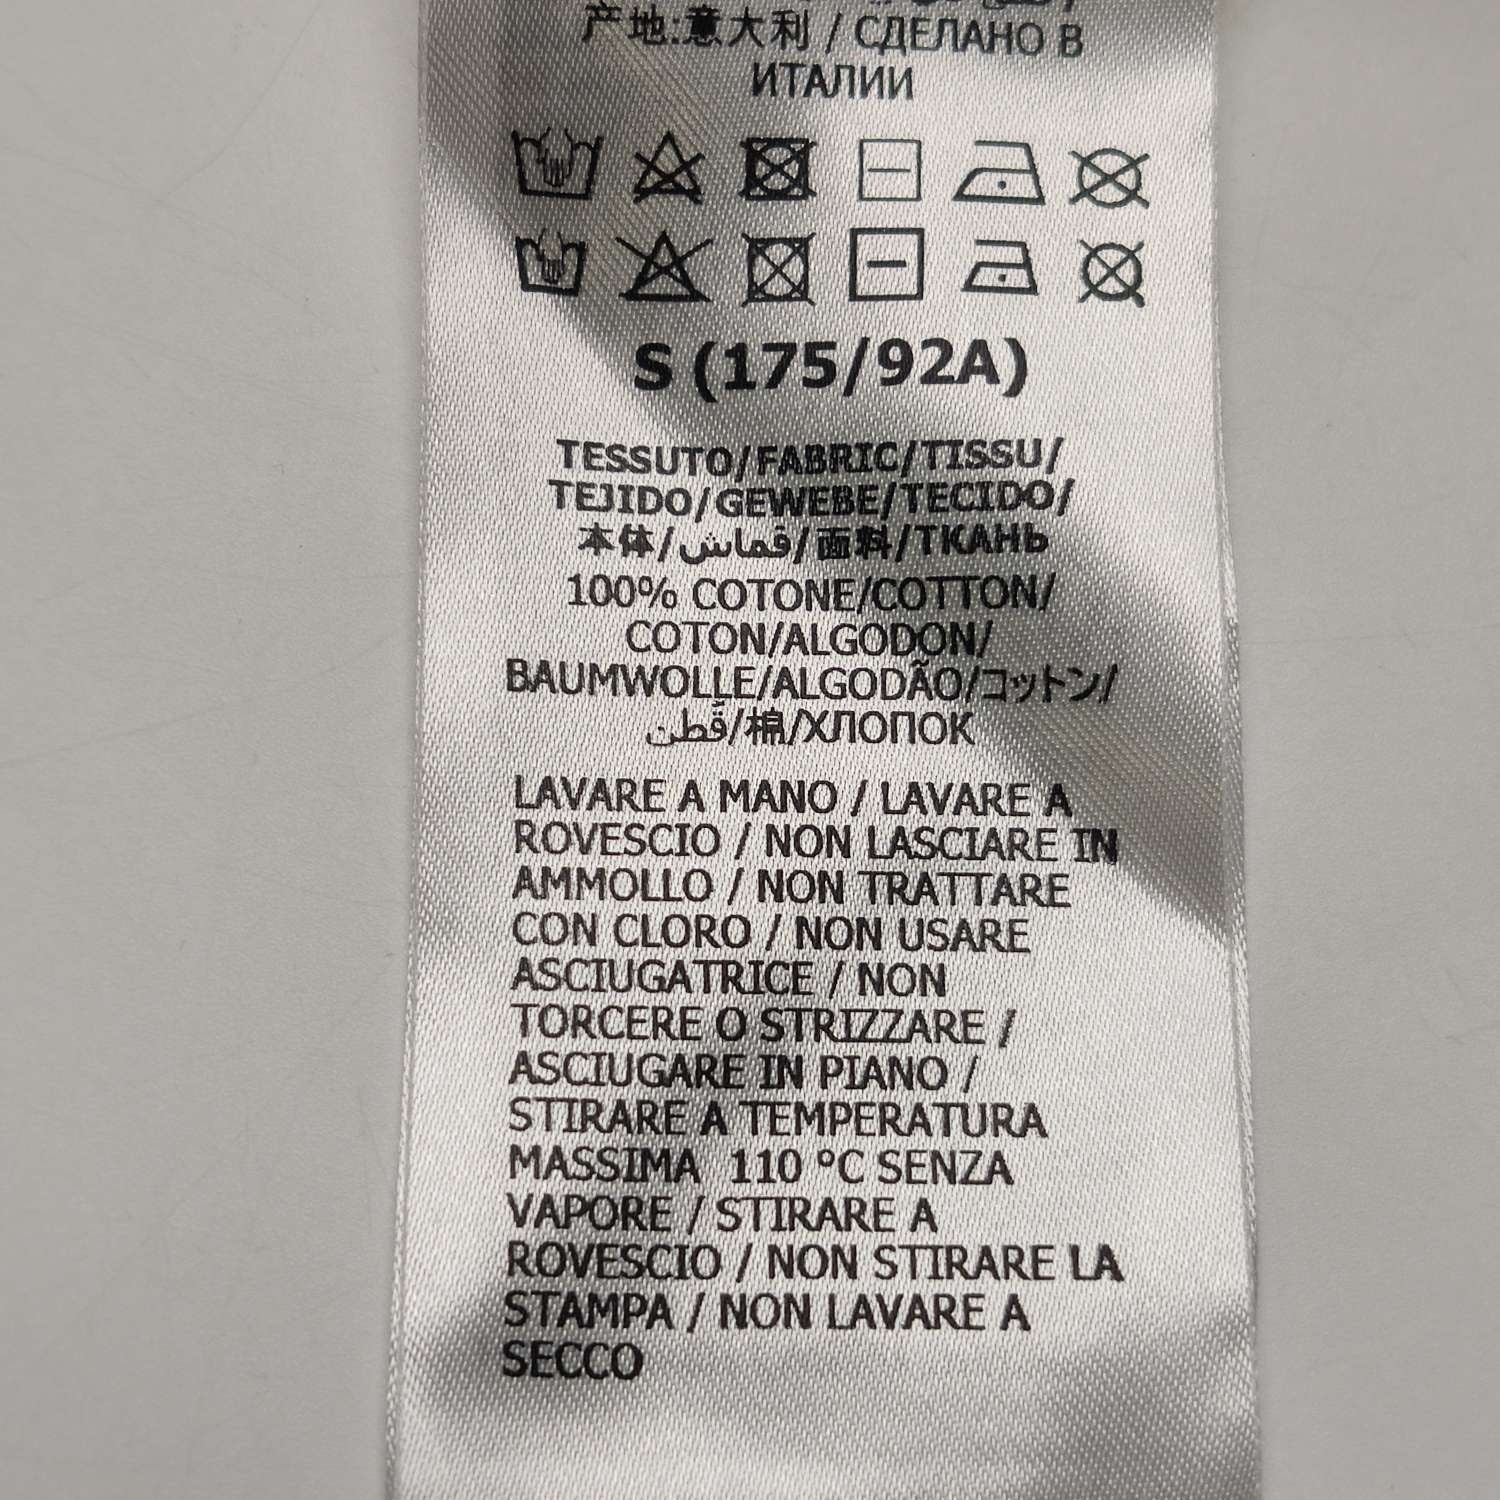 产地:意大利 / СДЕЛАНО В
ИТАЛИИ
S (175/92A)
TESSUTO/FABRIC/TISSU/
TEJIDO/GEWEBE/TECIDO/
本体/قماش/面料/ТКАНЬ
100% COTONE/COTTON/
COTON/ALGODON/
BAUMWOLLE/ALGODÃO/コットン/
قُطن/棉/ХЛОПОК
LAVARE A MANO / LAVARE A
ROVESCIO / NON LASCIARE IN
AMMOLLO / NON TRATTARE
CON CLORO / NON USARE
ASCIUGATRICE / NON
TORCERE O STRIZZARE /
ASCIUGARE IN PIANO /
STIRARE A TEMPERATURA
MASSIMA 110 °C SENZA
VAPORE / STIRARE A
ROVESCIO / NON STIRARE LA
STAMPA / NON LAVARE A
SECCO